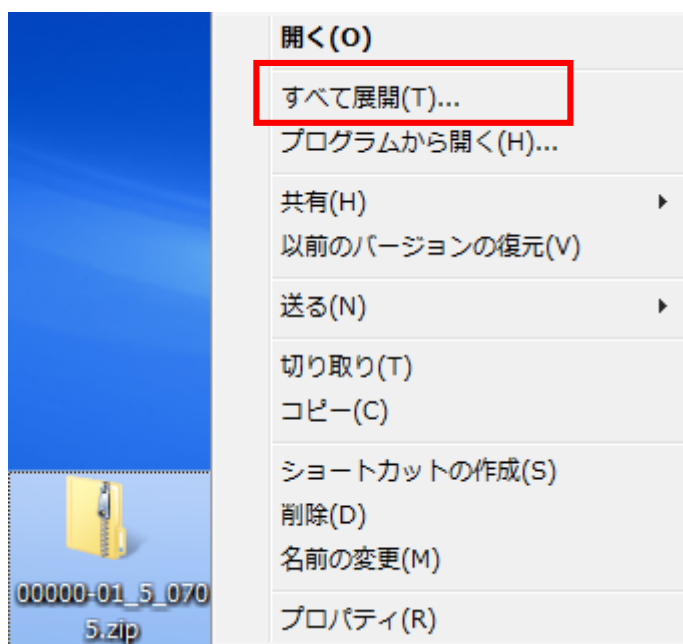 開く(O)
すべて展開(T)...
プログラムから開く(H)...
共有(H)
以前のバージョンの復元(V)
送る(N)
切り取り(T)
コピー(C)
ショートカットの作成(S)
削除(D)
名前の変更(M)
プロパティ(R)
00000-01_5_070
5.zip